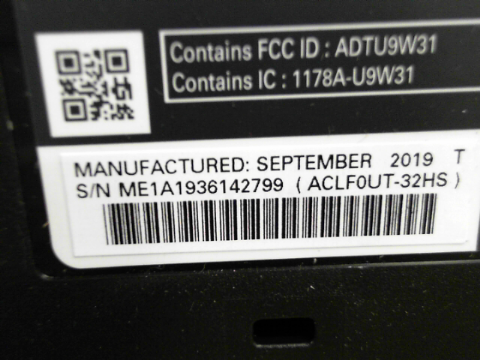 Contains FCC ID : ADTU9W31
Contains IC : 1178A-U9W31
MANUFACTURED: SEPTEMBER 2019 T
S/N ME1A1936142799 ( ACLF0UT-32HS )